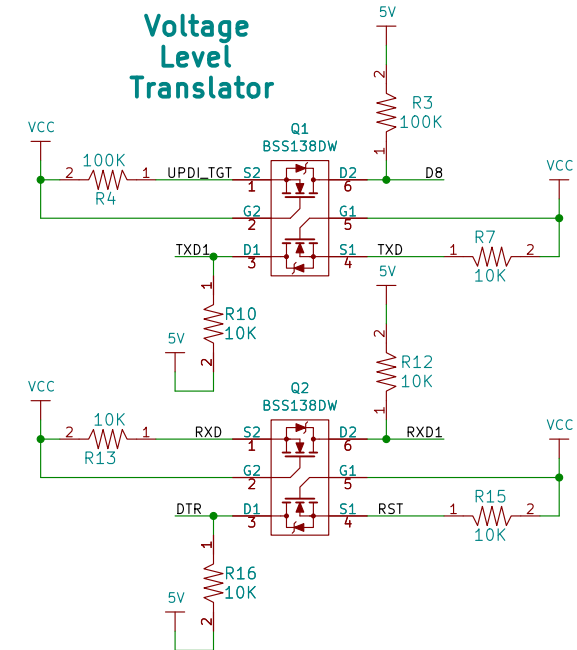 Voltage
Level
Translator
5V
2
R3
100K
1
Q1
BSS138DW
VCC
100K
2
1
R4
UPDI_TGT
S2
1
D2
6
D8
VCC
G2
2
G1
5
TXD1
D1
3
S1
4
TXD
1
R7
2
10K
1
R10
10K
2
5V
5V
2
R12
10K
1
Q2
BSS138DW
VCC
10K
2
1
R13
RXD
S2
1
D2
6
RXD1
VCC
G2
2
G1
5
DTR
D1
3
S1
4
RST
1
R15
2
10K
1
R16
10K
2
5V